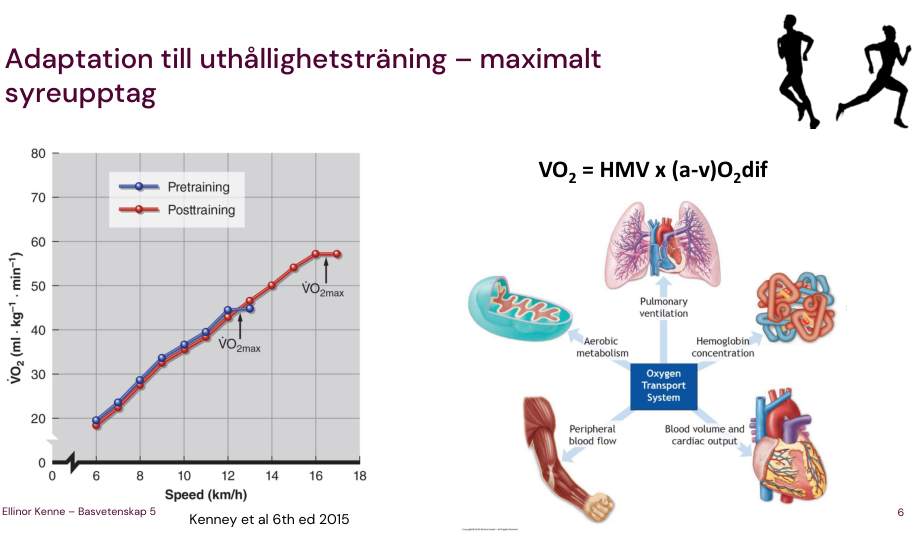 Adaptation till uthållighetsträning – maximalt
syreupptag
80
70
60
50
40
30
20
0
V̇O2 (ml · kg–1 · min–1)
Pretraining
Posttraining
V̇O2max
V̇O2max
0 6 8 10 12 14 16 18
Speed (km/h)
Kenney et al 6th ed 2015
VO2 = HMV x (a-v)O2dif
Pulmonary
ventilation
Aerobic
metabolism
Hemoglobin
concentration
Oxygen
Transport
System
Peripheral
blood flow
Blood volume and
cardiac output
Ellinor Kenne – Basvetenskap 5
6